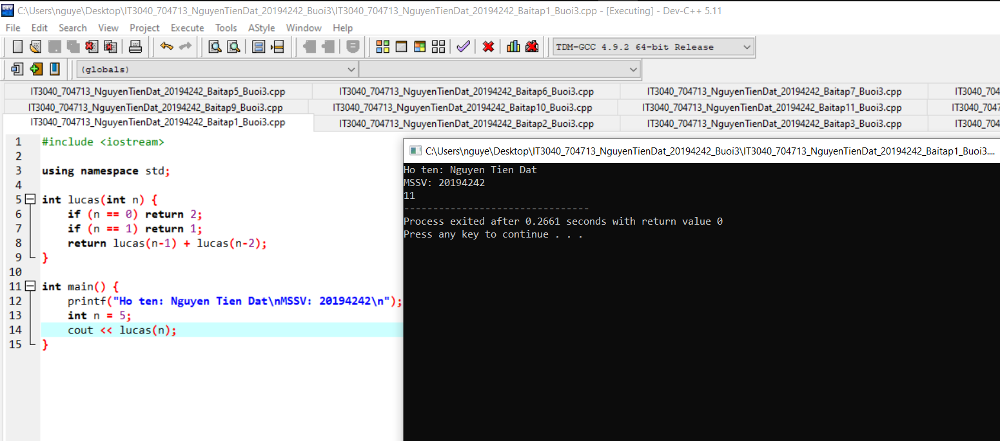 C:\Users\nguye\Desktop\IT3040_704713_NguyenTienDat_20194242_Buoi3\IT3040_704713_NguyenTienDat_20194242_Baitap1_Buoi3.cpp - [Executing] - Dev-C++ 5.11
File Edit Search View Project Execute Tools AStyle Window Help
TDM-GCC 4.9.2 64-bit Release
(globals)
IT3040_704713_NguyenTienDat_20194242_Baitap5_Buoi3.cpp IT3040_704713_NguyenTienDat_20194242_Baitap6_Buoi3.cpp IT3040_704713_NguyenTienDat_20194242_Baitap7_Buoi3.cpp IT3040_704
IT3040_704713_NguyenTienDat_20194242_Baitap9_Buoi3.cpp IT3040_704713_NguyenTienDat_20194242_Baitap10_Buoi3.cpp IT3040_704713_NguyenTienDat_20194242_Baitap11_Buoi3.cpp IT3040_7047
IT3040_704713_NguyenTienDat_20194242_Baitap1_Buoi3.cpp IT3040_704713_NguyenTienDat_20194242_Baitap2_Buoi3.cpp IT3040_704713_NguyenTienDat_20194242_Baitap3_Buoi3.cpp IT3040_704
1 #include <iostream>
2
3 using namespace std;
4
5 int lucas(int n) {
6 if (n == 0) return 2;
7 if (n == 1) return 1;
8 return lucas(n-1) + lucas(n-2);
9 }
10
11 int main() {
12 printf("Ho ten: Nguyen Tien Dat\nMSSV: 20194242\n");
13 int n = 5;
14 cout << lucas(n);
15 }
C:\Users\nguye\Desktop\IT3040_704713_NguyenTienDat_20194242_Buoi3\IT3040_704713_NguyenTienDat_20194242_Baitap1_Buoi3....
Ho ten: Nguyen Tien Dat
MSSV: 20194242
11
--------------------------------
Process exited after 0.2661 seconds with return value 0
Press any key to continue . . .